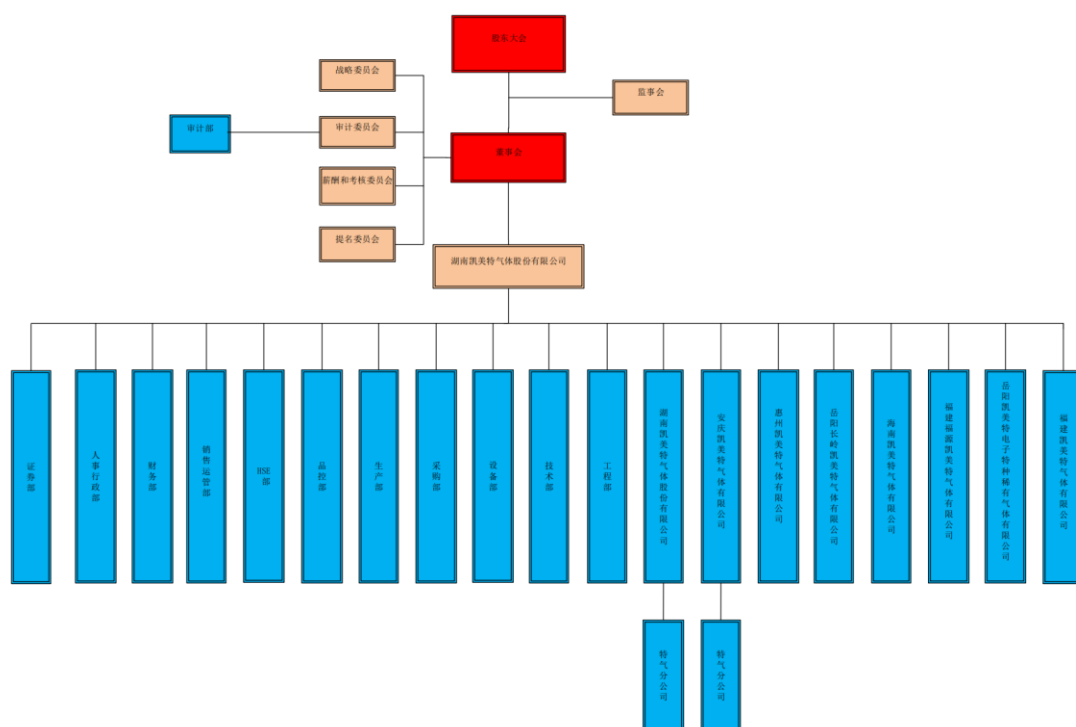 股东大会
战略委员会
监事会
审计部
审计委员会
董事会
薪酬和考核委员会
提名委员会
湖南凯美特气体股份有限公司
证券部
人事行政部
财务部
销售运管部
HSE部
品控部
生产部
采购部
设备部
技术部
工程部
湖南凯美特气体股份有限公司
安庆凯美特气体有限公司
惠州凯美特气体有限公司
岳阳长岭凯美特气体有限公司
海南凯美特气体有限公司
福建福源凯美特气体有限公司
岳阳凯美特电子特种稀有气体有限公司
福建凯美特气体有限公司
特气分公司
特气分公司